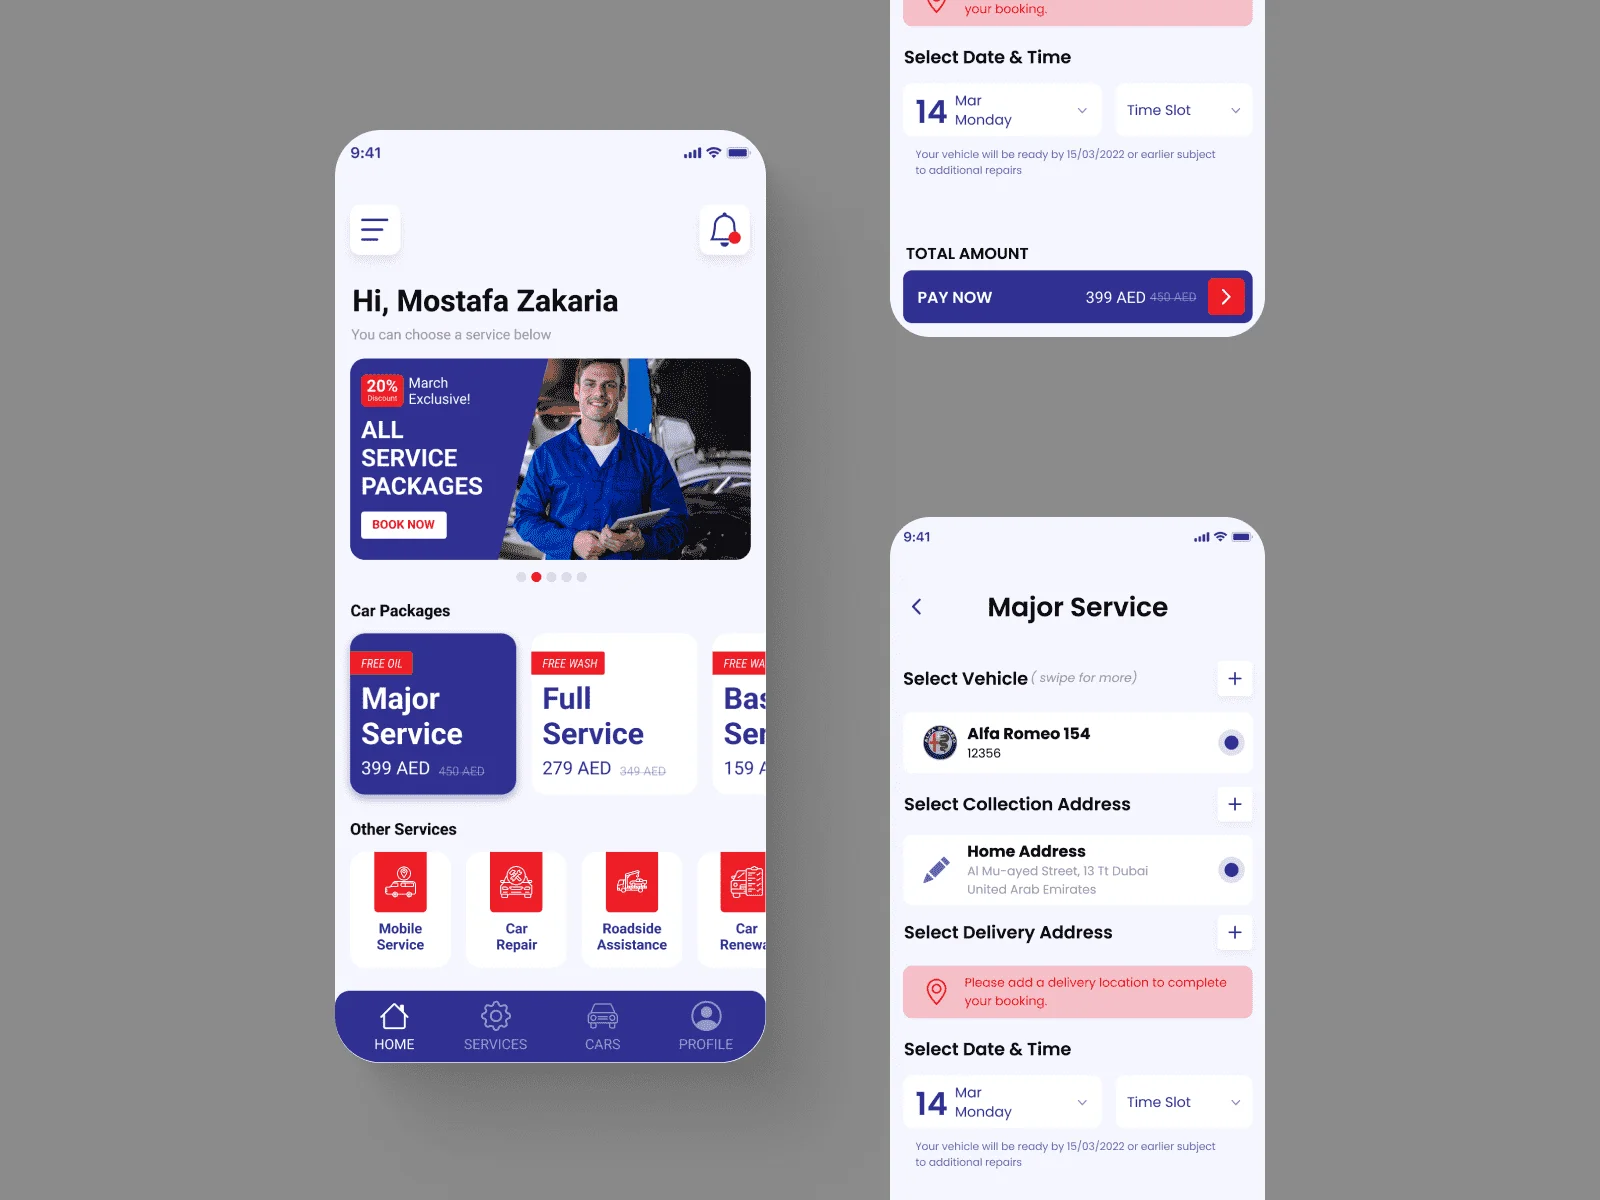 9:41
Hi, Mostafa Zakaria
You can choose a service below
20%
Discount
March
Exclusive!
ALL
SERVICE
PACKAGES
BOOK NOW
Car Packages
FREE OIL
Major
Service
399 AED 450 AED
FREE WASH
Full
Service
279 AED 349 AED
FREE WA
Bas
Ser
159 A
Other Services
Mobile
Service
Car
Repair
Roadside
Assistance
Car
Renewa
HOME
SERVICES
CARS
PROFILE
your booking.
Select Date & Time
14
Mar
Monday
Time Slot
Your vehicle will be ready by 15/03/2022 or earlier subject
to additional repairs
TOTAL AMOUNT
PAY NOW 399 AED 450 AED
9:41
Major Service
Select Vehicle ( swipe for more)
Alfa Romeo 154
12356
Select Collection Address
Home Address
Al Mu-ayed Street, 13 Tt Dubai
United Arab Emirates
Select Delivery Address
Please add a delivery location to complete
your booking.
Select Date & Time
14
Mar
Monday
Time Slot
Your vehicle will be ready by 15/03/2022 or earlier subject
to additional repairs